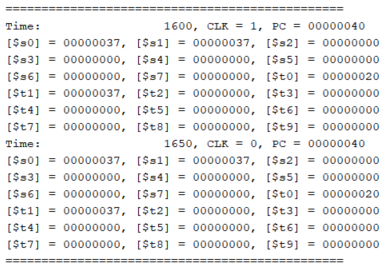 ==================================================
Time:                 1600, CLK = 1, PC = 00000040
[$s0] = 00000037, [$s1] = 00000037, [$s2] = 00000000
[$s3] = 00000000, [$s4] = 00000000, [$s5] = 00000000
[$s6] = 00000000, [$s7] = 00000000, [$t0] = 00000020
[$t1] = 00000037, [$t2] = 00000000, [$t3] = 00000000
[$t4] = 00000000, [$t5] = 00000000, [$t6] = 00000000
[$t7] = 00000000, [$t8] = 00000000, [$t9] = 00000000
Time:                 1650, CLK = 0, PC = 00000040
[$s0] = 00000037, [$s1] = 00000037, [$s2] = 00000000
[$s3] = 00000000, [$s4] = 00000000, [$s5] = 00000000
[$s6] = 00000000, [$s7] = 00000000, [$t0] = 00000020
[$t1] = 00000037, [$t2] = 00000000, [$t3] = 00000000
[$t4] = 00000000, [$t5] = 00000000, [$t6] = 00000000
[$t7] = 00000000, [$t8] = 00000000, [$t9] = 00000000
==================================================